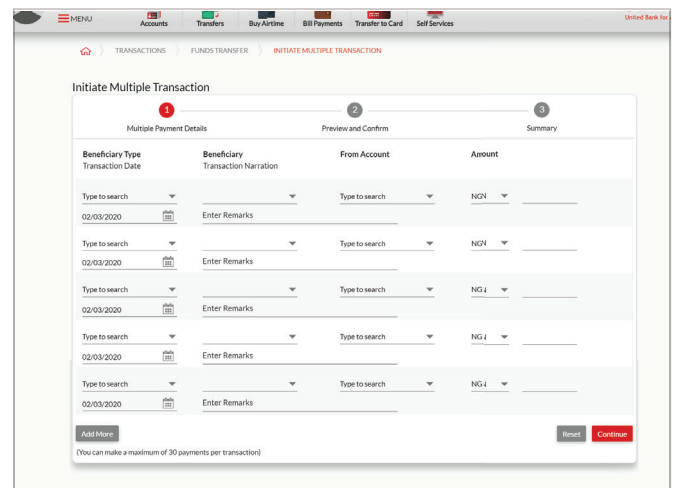 MENU Accounts Transfers Buy Airtime Bill Payments Transfer to Card Self Services United Bank for
TRANSACTIONS FUNDS TRANSFER INITIATE MULTIPLE TRANSACTION
Initiate Multiple Transaction
1 2 3
Multiple Payment Details Preview and Confirm Summary
Beneficiary Type Beneficiary From Account Amount
Transaction Date Transaction Narration
Type to search Type to search NGN
02/03/2020 Enter Remarks
Type to search Type to search NGN
02/03/2020 Enter Remarks
Type to search Type to search NG
02/03/2020 Enter Remarks
Type to search Type to search NG
02/03/2020 Enter Remarks
Type to search Type to search NG
02/03/2020 Enter Remarks
Add More Reset Continue
(You can make a maximum of 30 payments per transaction)